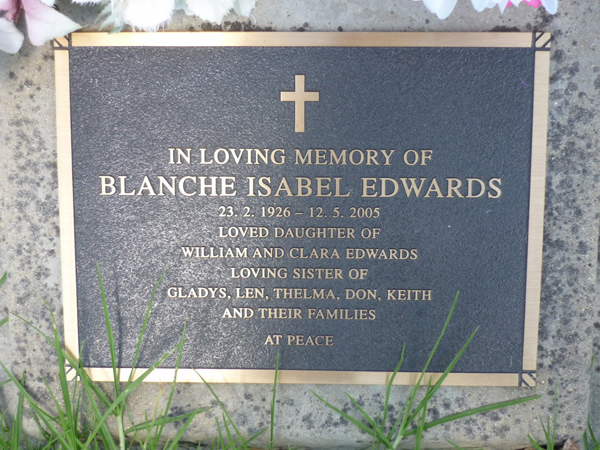 IN LOVING MEMORY OF
BLANCHE ISABEL EDWARDS
23. 2. 1926 – 12. 5. 2005
LOVED DAUGHTER OF
WILLIAM AND CLARA EDWARDS
LOVING SISTER OF
GLADYS, LEN, THELMA, DON, KEITH
AND THEIR FAMILIES
AT PEACE